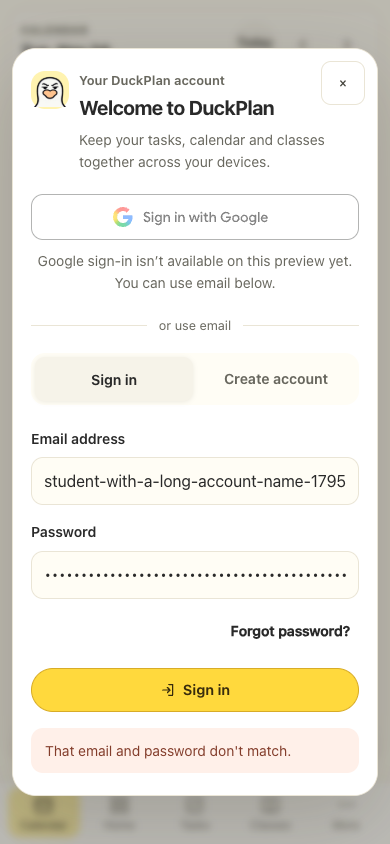 Your DuckPlan account
×
Welcome to DuckPlan
Keep your tasks, calendar and classes
together across your devices.
Sign in with Google
Google sign-in isn’t available on this preview yet.
You can use email below.
or use email
Sign in
Create account
Email address
student-with-a-long-account-name-1795
Password
••••••••••••••••••••••••••••••••••••••
Forgot password?
Sign in
That email and password don't match.